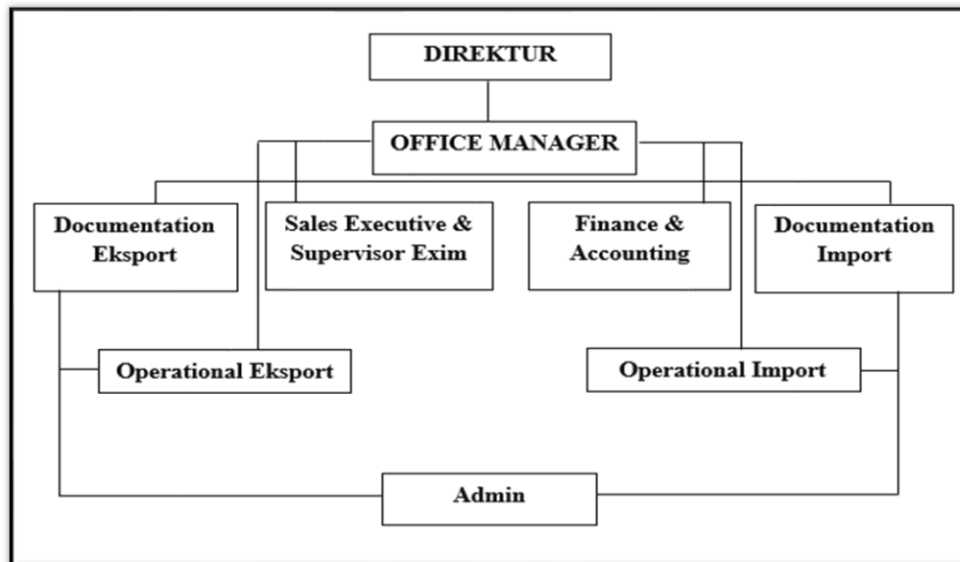 DIREKTUR
OFFICE MANAGER
Documentation
Eksport
Sales Executive &
Supervisor Exim
Finance &
Accounting
Documentation
Import
Operational Eksport
Operational Import
Admin